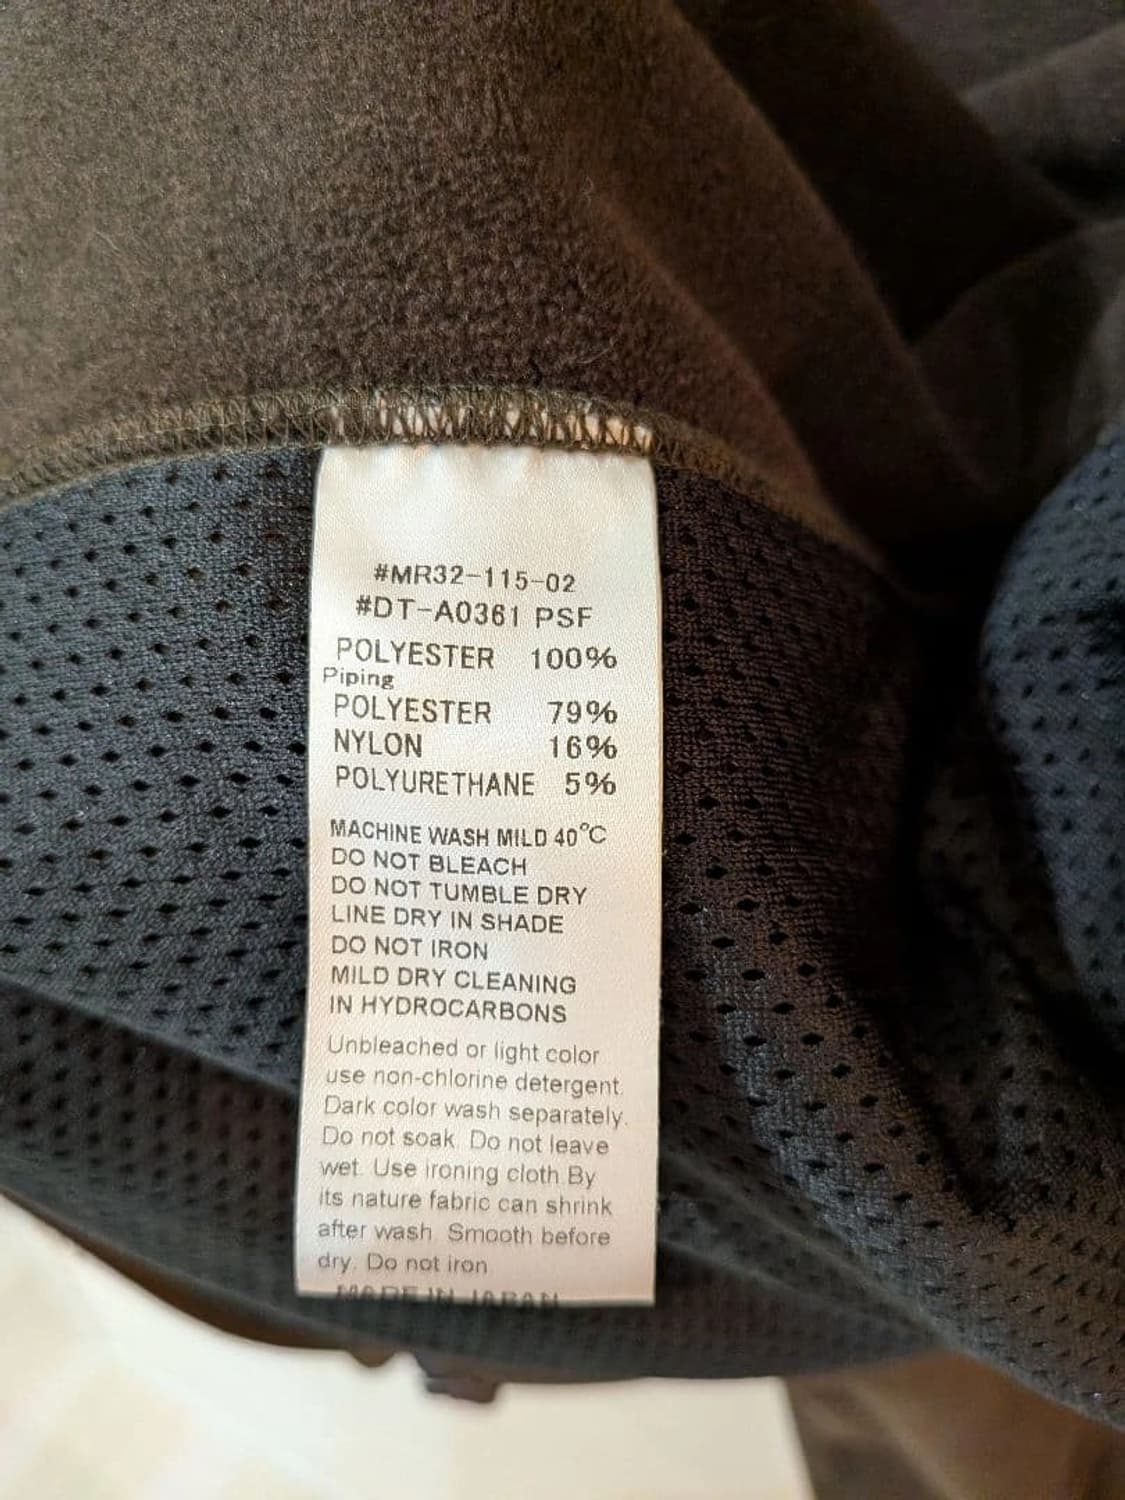 #MR32-115-02
#DT-A0361 PSF
POLYESTER 100%
Piping
POLYESTER 79%
NYLON 16%
POLYURETHANE 5%
MACHINE WASH MILD 40°C
DO NOT BLEACH
DO NOT TUMBLE DRY
LINE DRY IN SHADE
DO NOT IRON
MILD DRY CLEANING
IN HYDROCARBONS
Unbleached or light color
use non-chlorine detergent.
Dark color wash separately.
Do not soak. Do not leave
wet. Use ironing cloth.By
its nature fabric can shrink
after wash. Smooth before
dry. Do not iron
MADE IN JAPAN